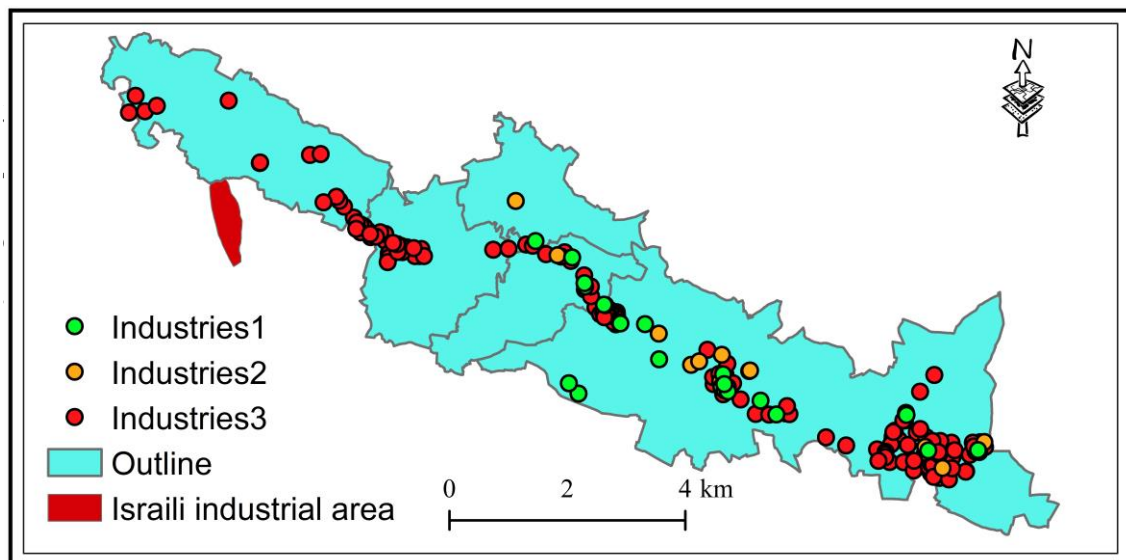 N
Industries1
Industries2
Industries3
Outline
Israili industrial area
0 2 4 km